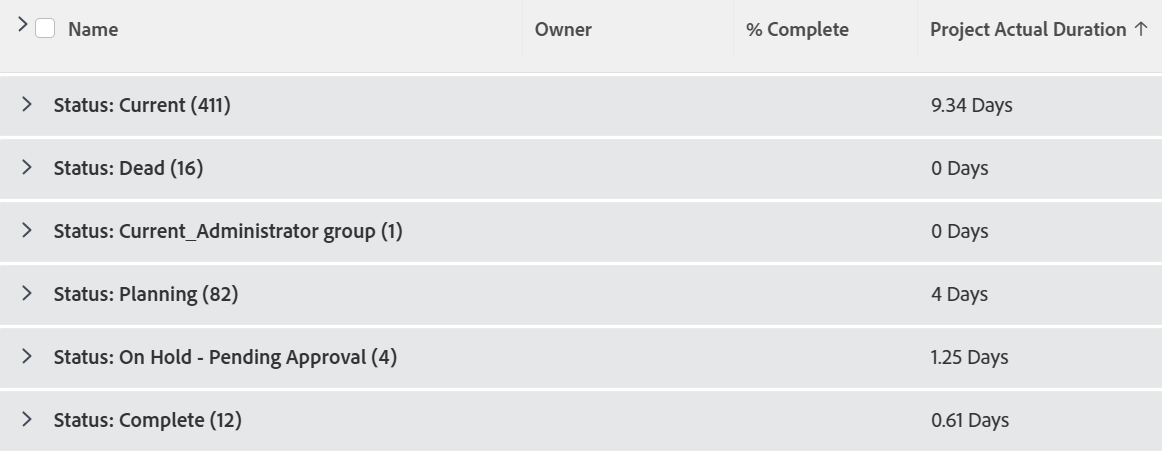 Name Owner % Complete Project Actual Duration ↑
Status: Current (411) 9.34 Days
Status: Dead (16) 0 Days
Status: Current_Administrator group (1) 0 Days
Status: Planning (82) 4 Days
Status: On Hold - Pending Approval (4) 1.25 Days
Status: Complete (12) 0.61 Days